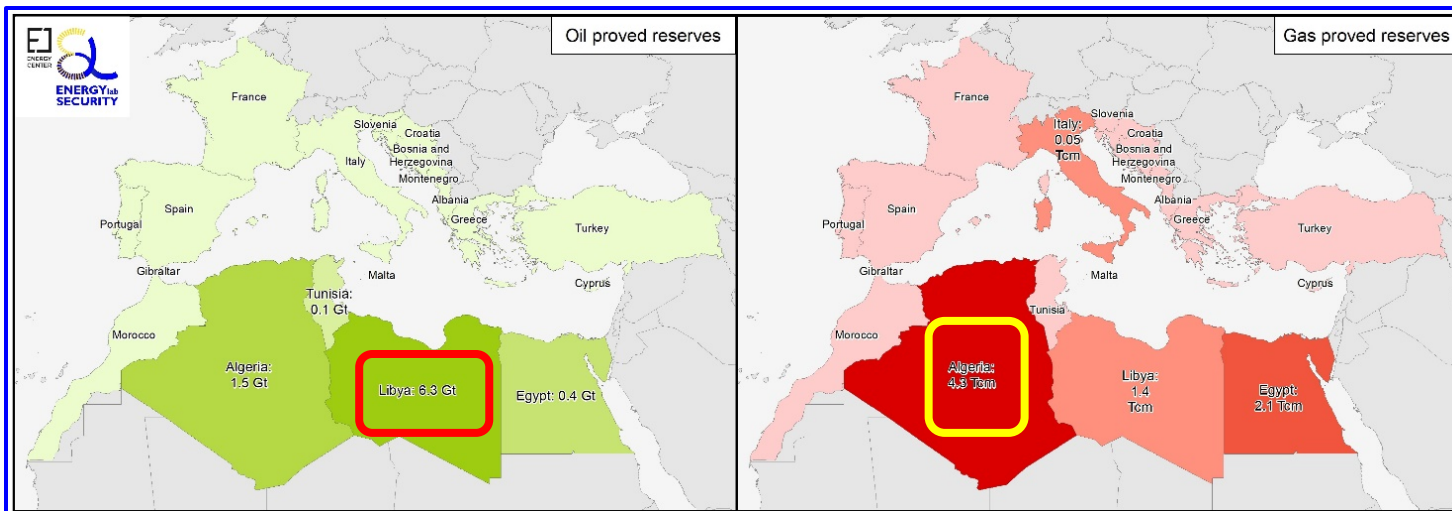 EJ
ENERGY
CENTER
ENERGYlab
SECURITY
Oil proved reserves
France
Slovenia
Croatia
Bosnia and
Herzegovina
Italy
Montenegro
Albania
Greece
Spain
Portugal
Turkey
Gibraltar
Malta
Cyprus
Tunisia:
0.1 Gt
Morocco
Algeria:
1.5 Gt
Libya: 6.3 Gt
Egypt: 0.4 Gt
Gas proved reserves
France
Slovenia
Italy:
0.05
Tcm
Croatia
Bosnia and
Herzegovina
Montenegro
Albania
Greece
Spain
Portugal
Turkey
Gibraltar
Malta
Cyprus
Tunisia
Morocco
Algeria:
4.3 Tcm
Libya:
1.4
Tcm
Egypt:
2.1 Tcm